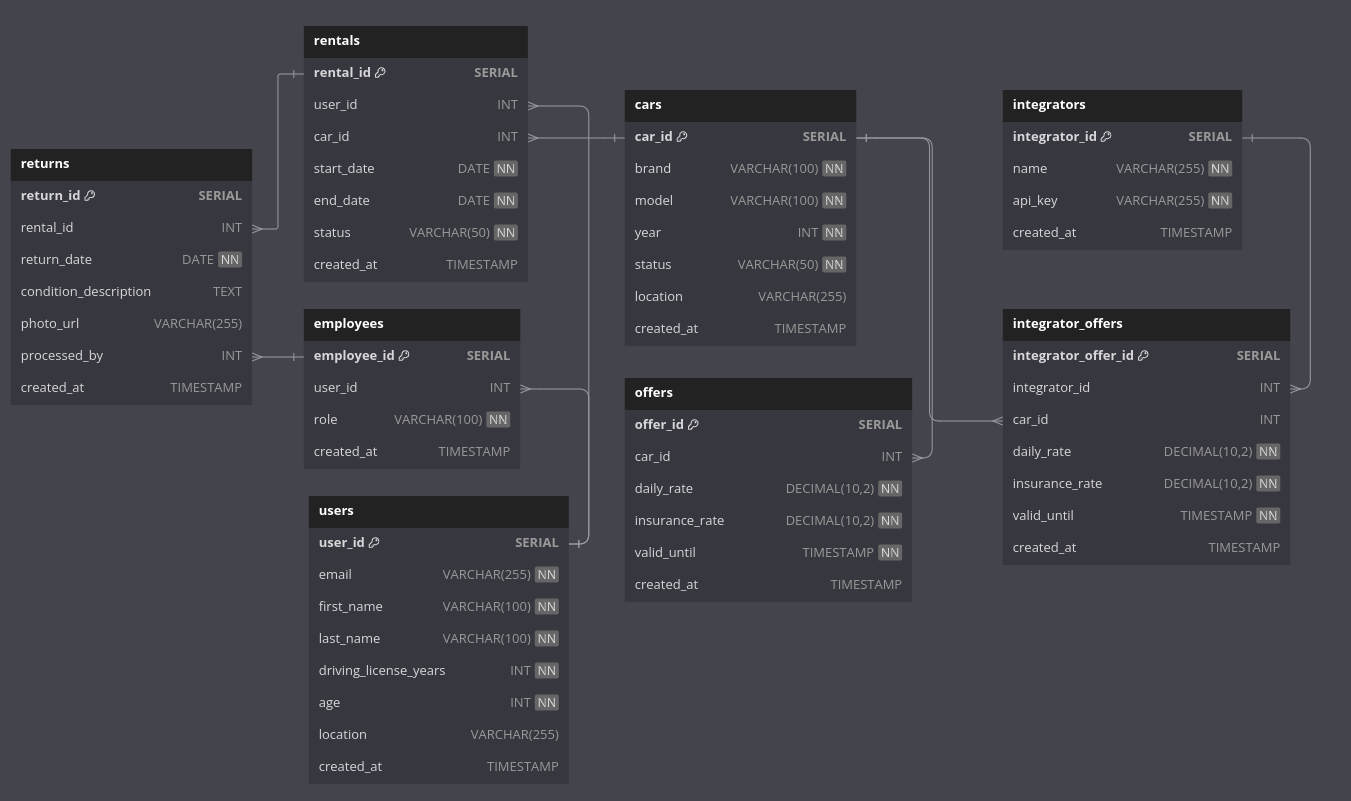 rentals
rental_id SERIAL
user_id INT
car_id INT
start_date DATE NN
end_date DATE NN
status VARCHAR(50) NN
created_at TIMESTAMP
returns
return_id SERIAL
rental_id INT
return_date DATE NN
condition_description TEXT
photo_url VARCHAR(255)
processed_by INT
created_at TIMESTAMP
employees
employee_id SERIAL
user_id INT
role VARCHAR(100) NN
created_at TIMESTAMP
users
user_id SERIAL
email VARCHAR(255) NN
first_name VARCHAR(100) NN
last_name VARCHAR(100) NN
driving_license_years INT NN
age INT NN
location VARCHAR(255)
created_at TIMESTAMP
cars
car_id SERIAL
brand VARCHAR(100) NN
model VARCHAR(100) NN
year INT NN
status VARCHAR(50) NN
location VARCHAR(255)
created_at TIMESTAMP
offers
offer_id SERIAL
car_id INT
daily_rate DECIMAL(10,2) NN
insurance_rate DECIMAL(10,2) NN
valid_until TIMESTAMP NN
created_at TIMESTAMP
integrators
integrator_id SERIAL
name VARCHAR(255) NN
api_key VARCHAR(255) NN
created_at TIMESTAMP
integrator_offers
integrator_offer_id SERIAL
integrator_id INT
car_id INT
daily_rate DECIMAL(10,2) NN
insurance_rate DECIMAL(10,2) NN
valid_until TIMESTAMP NN
created_at TIMESTAMP